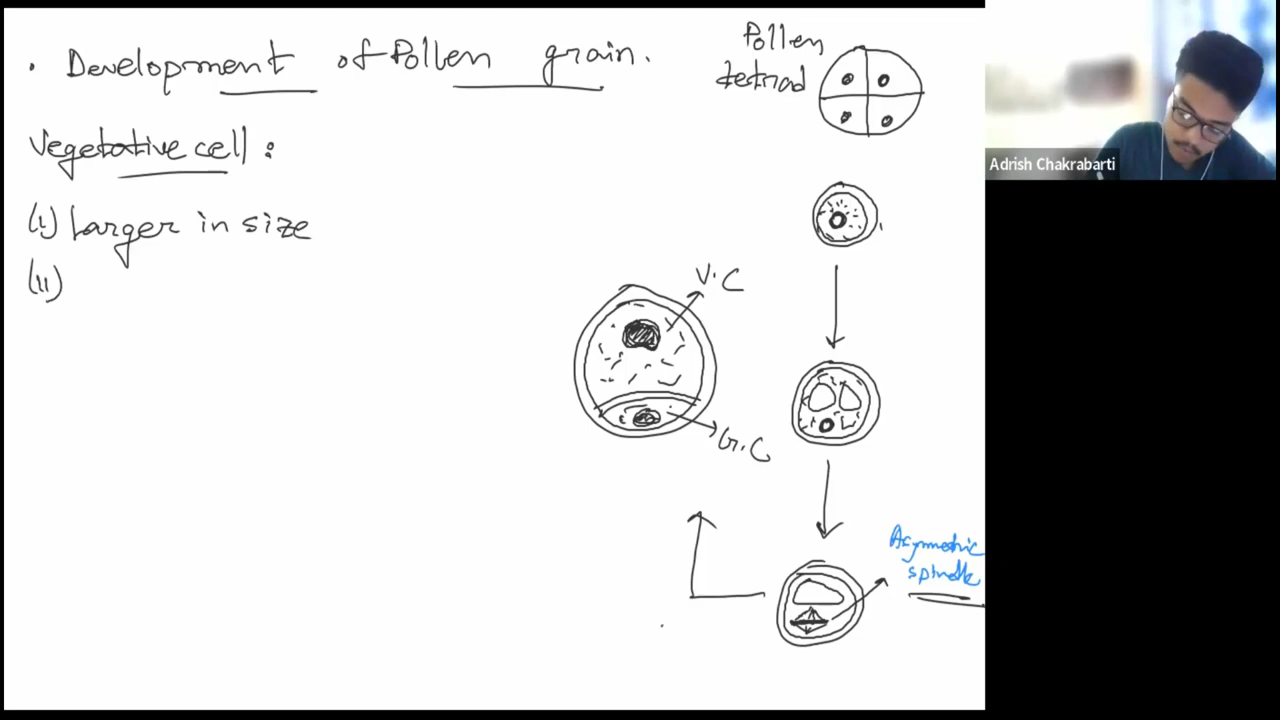 · Development of Pollen grain.
Vegetative cell :
(i) Larger in size
(ii)
Pollen
tetrad
V.C
G.C
Asymmetric
spindle
Adrish Chakrabarti